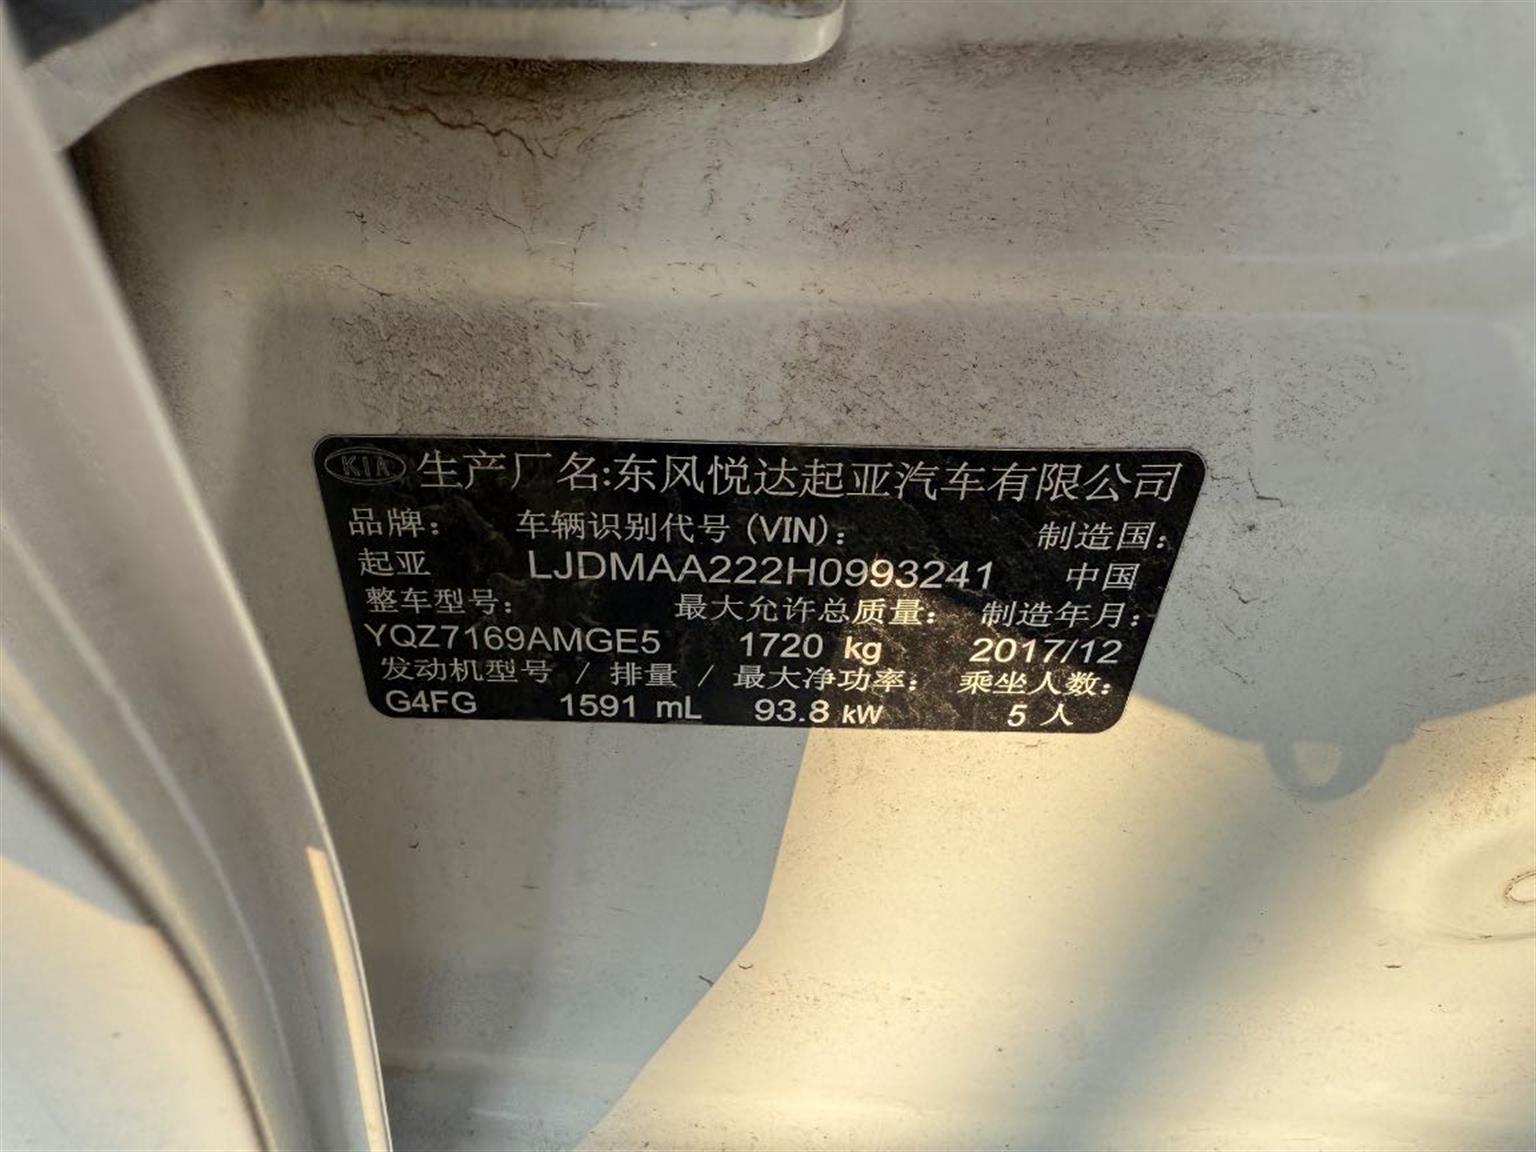 KIA 生产厂名:东风悦达起亚汽车有限公司
品牌: 车辆识别代号(VIN): 制造国:
起亚 LJDMAA222H0993241 中国
整车型号: 最大允许总质量: 制造年月:
YQZ7169AMGE5 1720 kg 2017/12
发动机型号 / 排量 / 最大净功率: 乘坐人数:
G4FG 1591 mL 93.8 kW 5 人